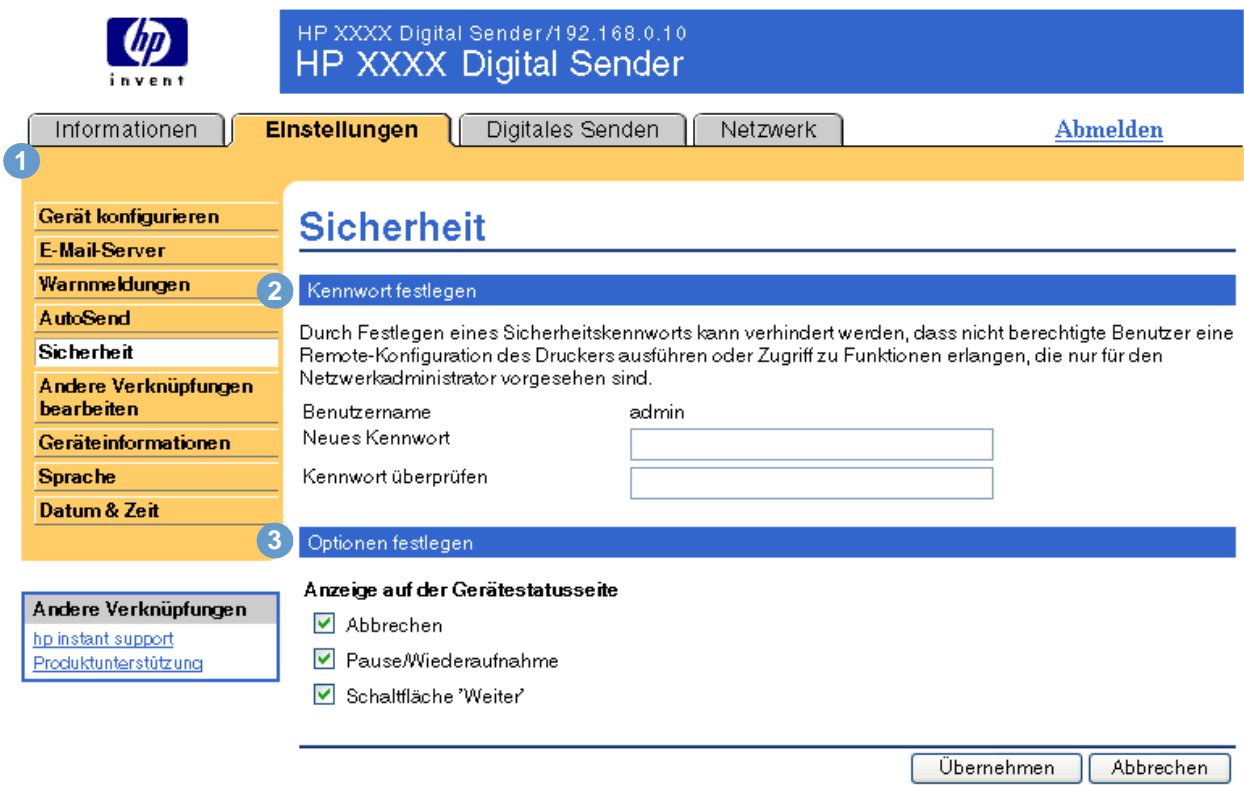 hp
invent
HP XXXX Digital Sender/192.168.0.10
HP XXXX Digital Sender
Informationen
Einstellungen
Digitales Senden
Netzwerk
Abmelden
1
Gerät konfigurieren
E-Mail-Server
Warnmeldungen
AutoSend
Sicherheit
Andere Verknüpfungen
bearbeiten
Geräteinformationen
Sprache
Datum & Zeit
Andere Verknüpfungen
hp instant support
Produktunterstützung
Sicherheit
2
Kennwort festlegen
Durch Festlegen eines Sicherheitskennworts kann verhindert werden, dass nicht berechtigte Benutzer eine
Remote-Konfiguration des Druckers ausführen oder Zugriff zu Funktionen erlangen, die nur für den
Netzwerkadministrator vorgesehen sind.
Benutzername admin
Neues Kennwort
Kennwort überprüfen
3
Optionen festlegen
Anzeige auf der Gerätestatusseite
Abbrechen
Pause/Wiederaufnahme
Schaltfläche 'Weiter'
Übernehmen
Abbrechen